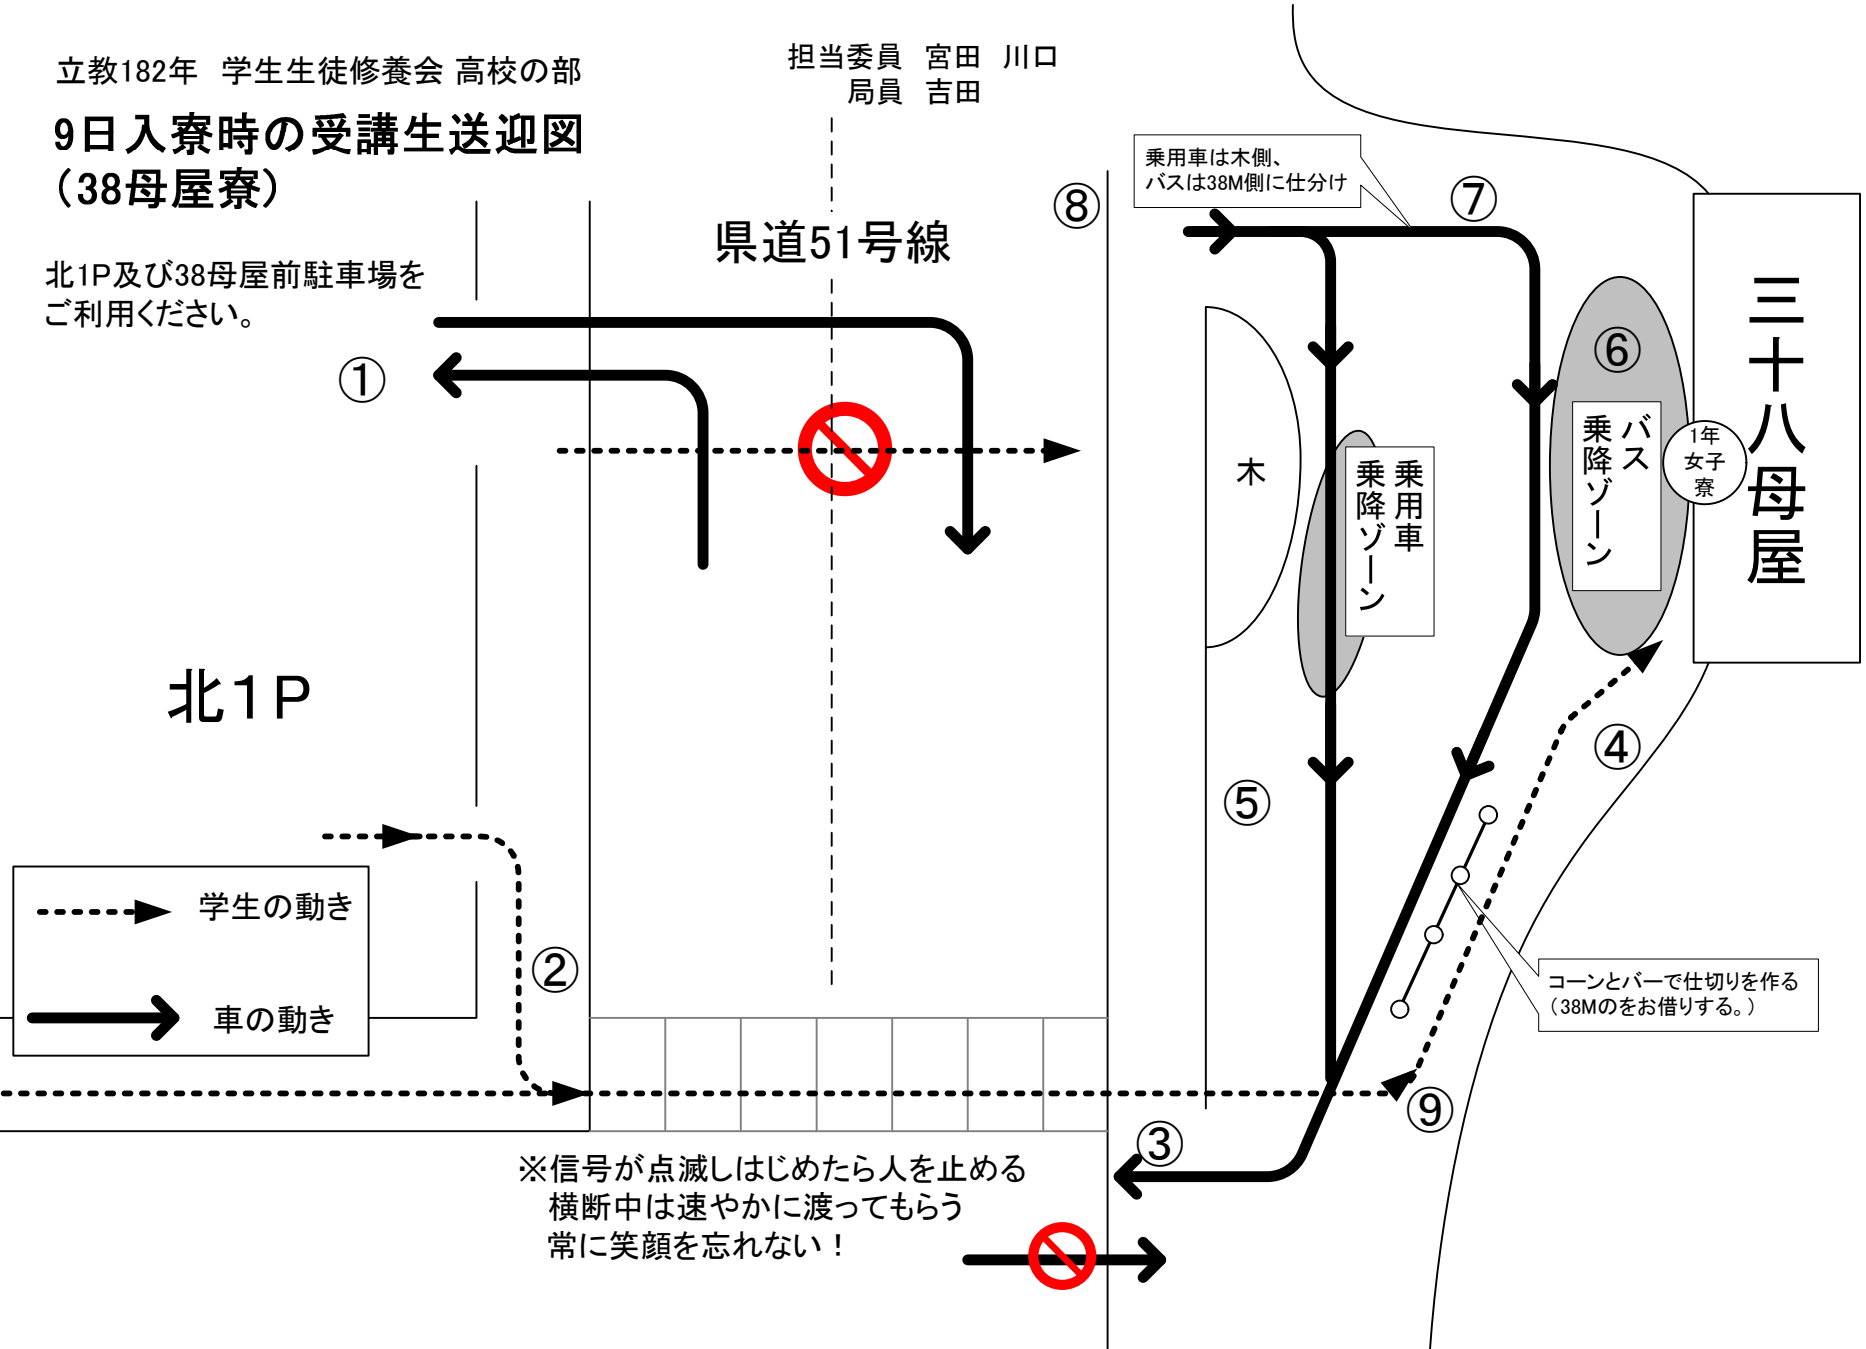 立教182年　学生生徒修養会 高校の部
9日入寮時の受講生送迎図
（38母屋寮）
北1P及び38母屋前駐車場を
ご利用ください。
担当委員　宮田　川口
局員　吉田
県道51号線
乗用車は木側、
バスは38M側に仕分け
⑧
⑦
①
⑥
バス
乗降ゾーン
1年
女子
寮
三十八母屋
木
乗用車
乗降ゾーン
北1P
④
⑤
学生の動き
車の動き
②
コーンとバーで仕切りを作る
（38Mのをお借りする。）
⑨
③
※信号が点滅しはじめたら人を止める
横断中は速やかに渡ってもらう
常に笑顔を忘れない！